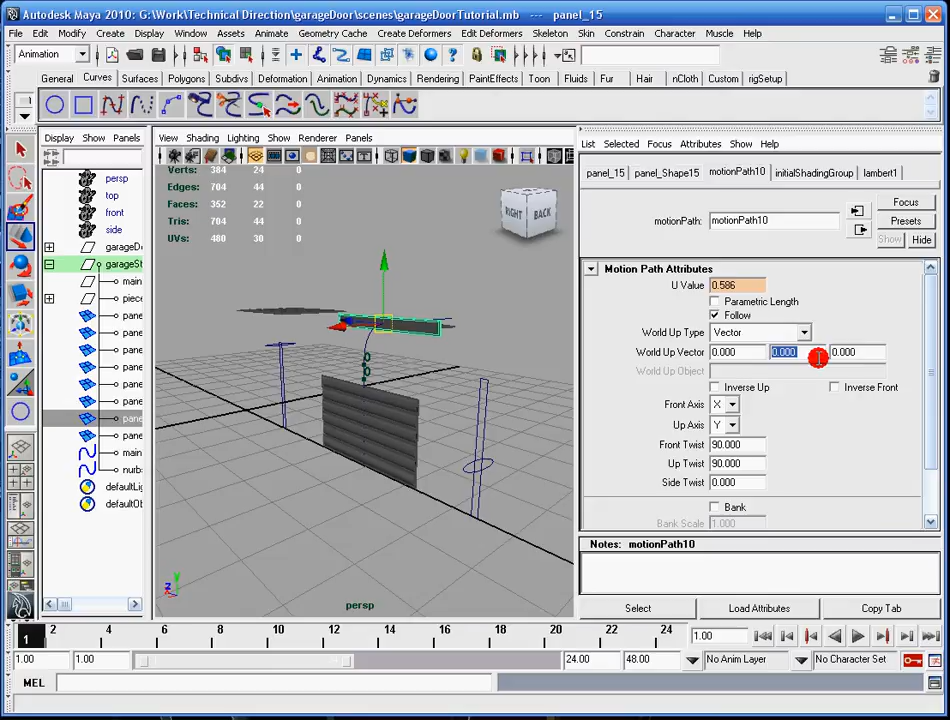 Autodesk Maya 2010: G:\Work\Technical Direction\garageDoor\scenes\garageDoorTutorial.mb --- panel_15
File Edit Modify Create Display Window Assets Animate Geometry Cache Create Deformers Edit Deformers Skeleton Skin Constrain Character Muscle Help
Animation
General Curves Surfaces Polygons Subdivs Deformation Animation Dynamics Rendering PaintEffects Toon Fluids Fur Hair nCloth Custom rigSetup
Display Show Panels
View Shading Lighting Show Renderer Panels
List Selected Focus Attributes Show Help
persp
top
front
side
garageD
garageSt
main
piece
pane
pane
pane
pane
pane
pane
pane
pane
main
nurb
defaultLi
defaultO
Verts: 384 24 0
Edges: 704 44 0
Faces: 352 22 0
Tris: 704 44 0
UVs: 480 30 0
RIGHT BACK
persp
panel_15 panel_Shape15 motionPath10 initialShadingGroup lambert1
motionPath: motionPath10
Focus
Presets
Show Hide
Motion Path Attributes
U Value 0.586
Parametric Length
Follow
World Up Type Vector
World Up Vector 0.000 0.000 0.000
World Up Object
Inverse Up Inverse Front
Front Axis X
Up Axis Y
Front Twist 90.000
Up Twist 90.000
Side Twist 0.000
Bank
Bank Scale 1.000
Notes: motionPath10
Select Load Attributes Copy Tab
1 2 4 6 8 10 12 14 16 18 20 22 24 1.00
1.00 1.00 24.00 48.00 No Anim Layer No Character Set
MEL